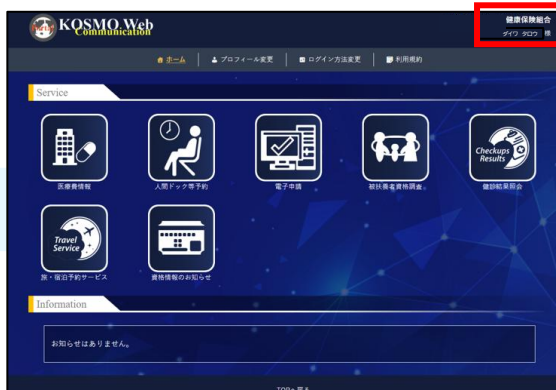 KOSMO Web
Communication
健康保険組合
ダイワ タロウ 様
ホーム
プロフィール変更
ログイン方法変更
利用規約
Service
医療費情報
人間ドック等予約
電子申請
被扶養者資格調査
Checkups
Results
健診結果照会
Travel
Service
旅・宿泊予約サービス
資格情報のお知らせ
Information
お知らせはありません。
TOPへ戻る